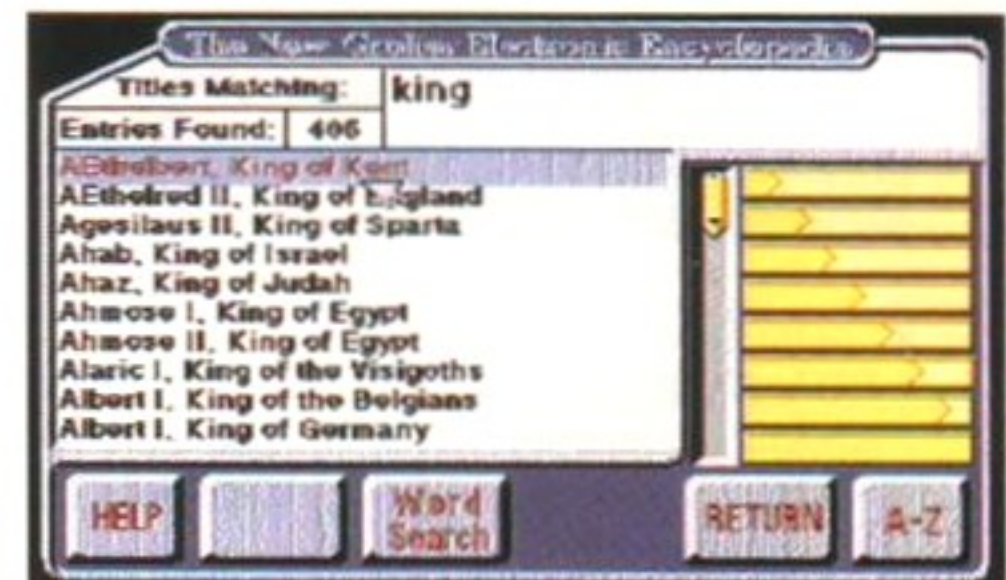 The New Grolier Electronic Encyclopedia
Titles Matching: king
Entries Found: 406
AEthelbert, King of Kent
AEthelred II, King of England
Agesilaus II, King of Sparta
Ahab, King of Israel
Ahaz, King of Judah
Ahmose I, King of Egypt
Ahmose II, King of Egypt
Alaric I, King of the Visigoths
Albert I, King of the Belgians
Albert I, King of Germany
HELP
Word Search
RETURN
A-Z